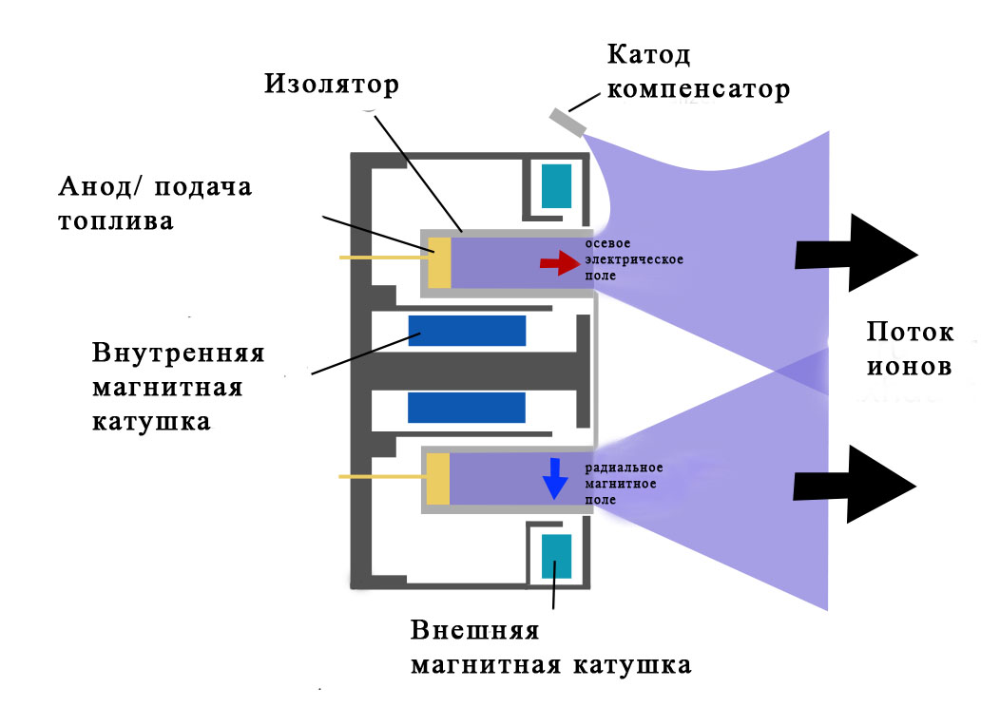 Катод
компенсатор
Изолятор
Анод/ подача
топлива
осевое
электрическое
поле
Поток
ионов
Внутренняя
магнитная
катушка
радиальное
магнитное
поле
Внешняя
магнитная катушка